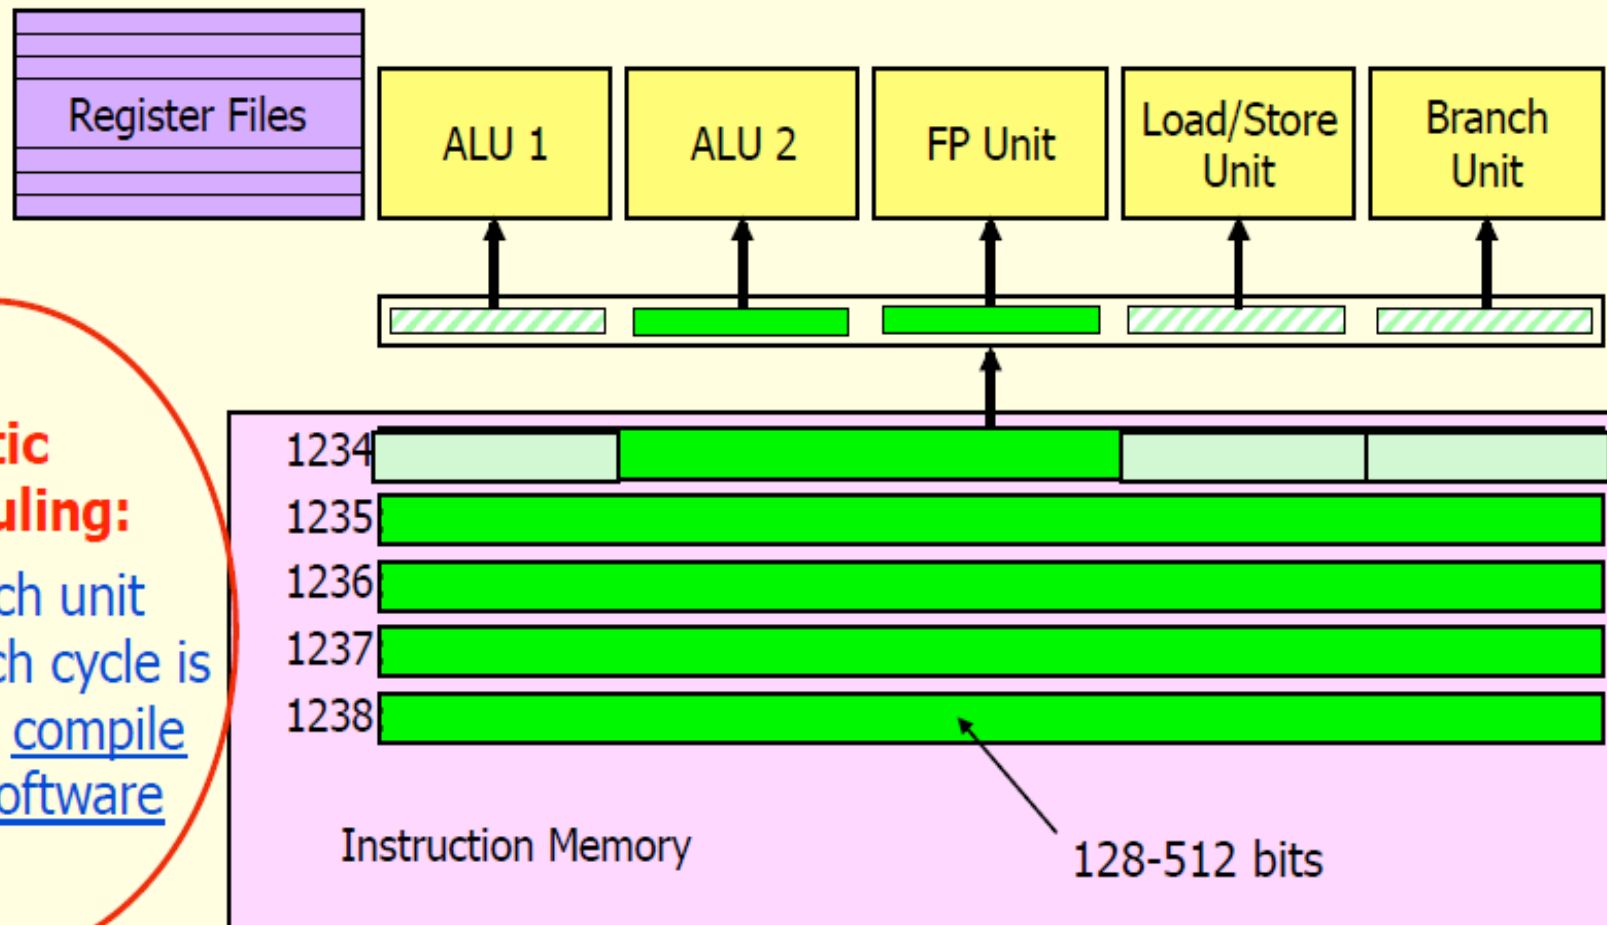 Register Files
ALU 1
ALU 2
FP Unit
Load/Store
Unit
Branch
Unit
tic
uling:
ch unit
ch cycle is
compile
oftware
1234
1235
1236
1237
1238
Instruction Memory
128-512 bits